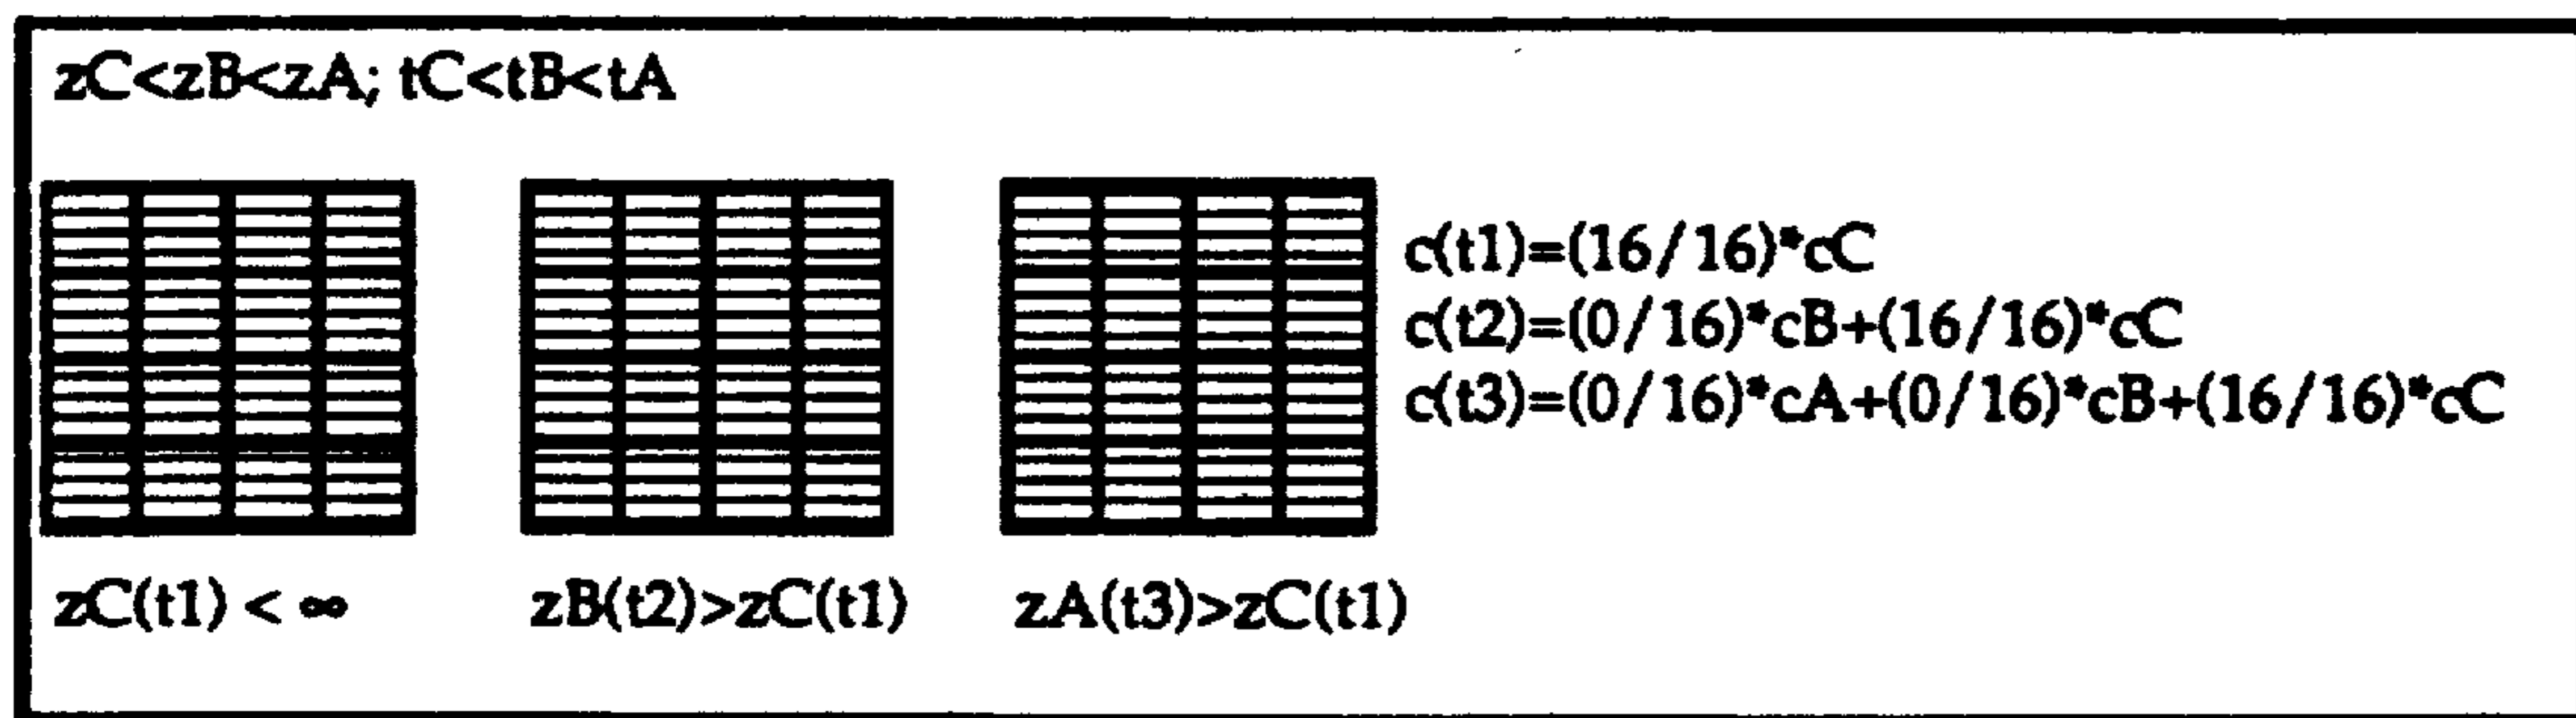 zC<zB<zA; tC<tB<tA
c(t1)=(16/16)*cC
c(t2)=(0/16)*cB+(16/16)*cC
c(t3)=(0/16)*cA+(0/16)*cB+(16/16)*cC
zC(t1) < ∞
zB(t2)>zC(t1)
zA(t3)>zC(t1)